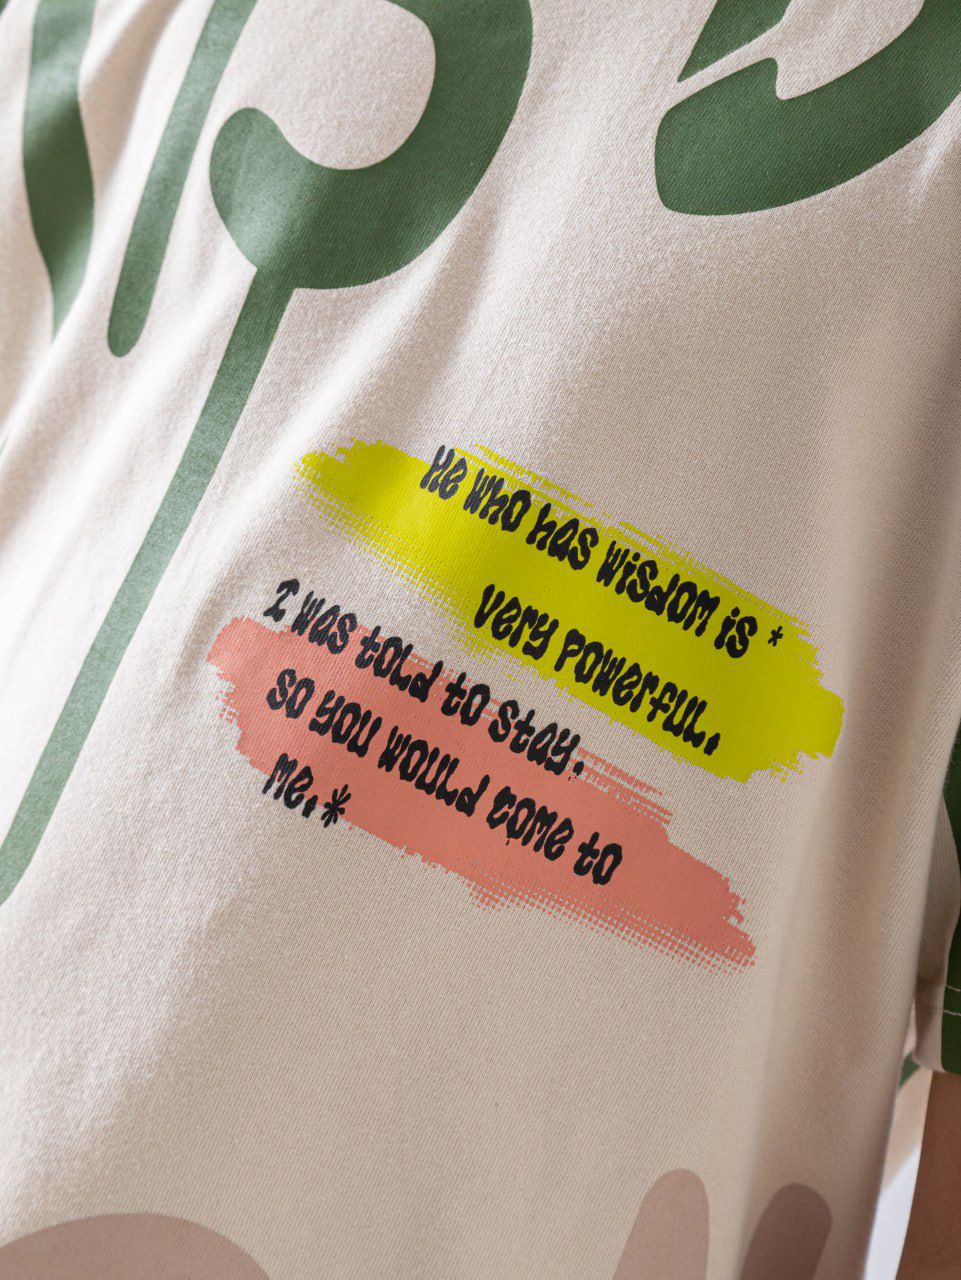 He who has wisdom is *
very powerful.
I was told to stay.
so you would come to
me.*